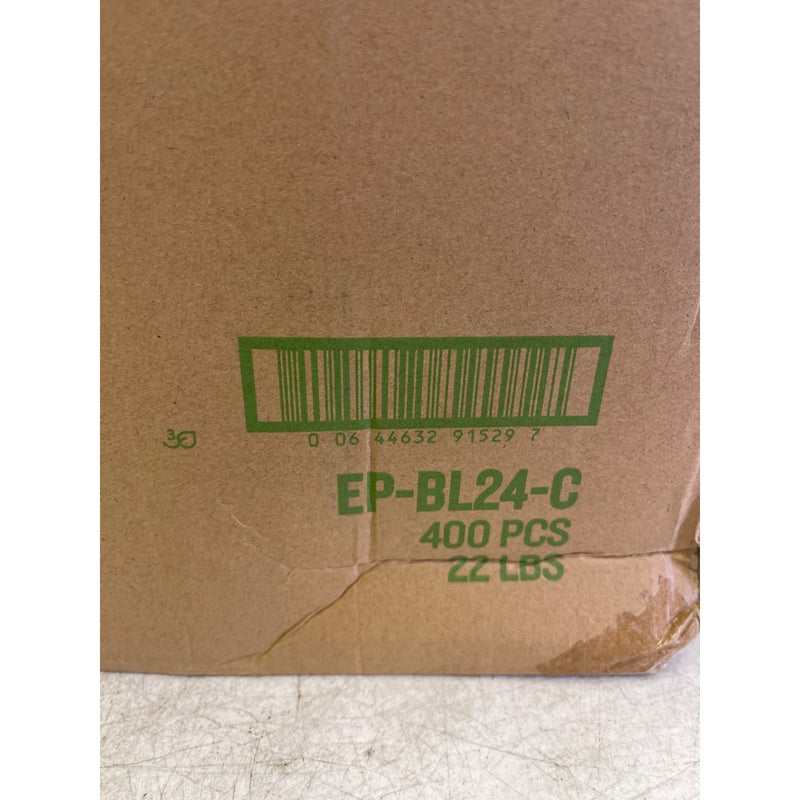 0 06 44632 91529 7
EP-BL24-C
400 PCS
22 LBS